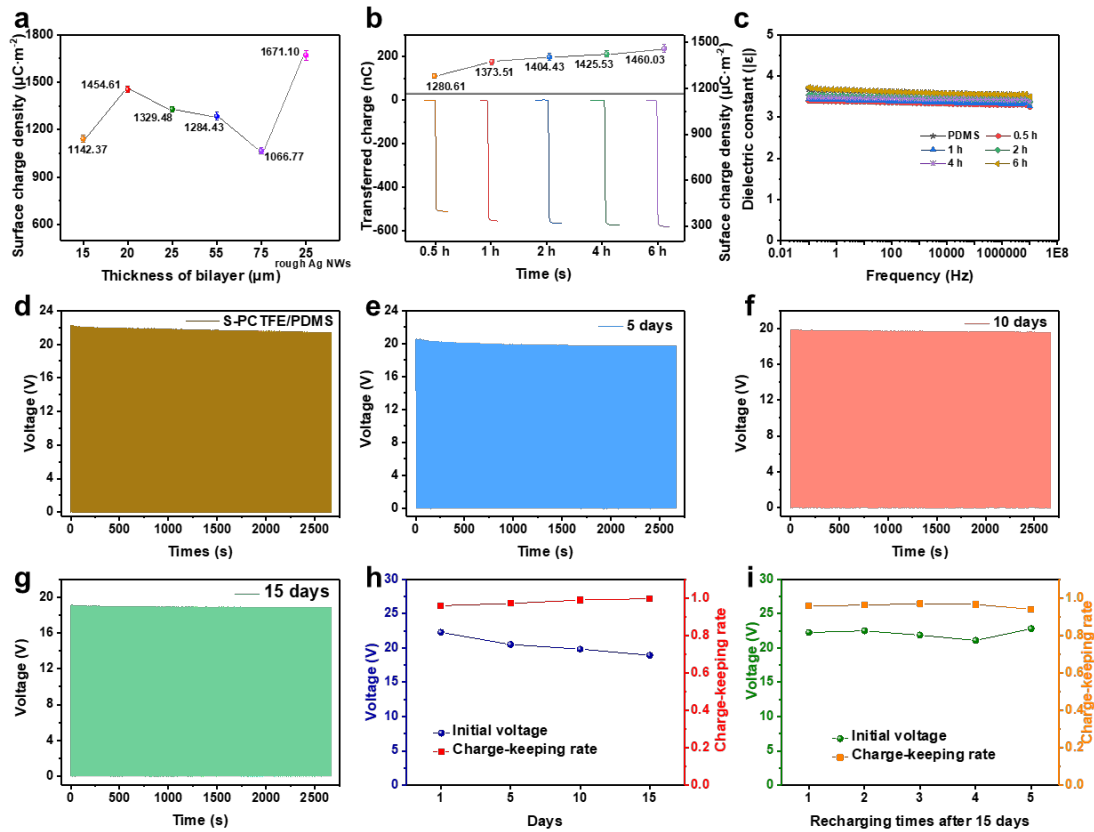 a
Surface charge density (µC·m⁻²)
1800
1500
1200
900
600
1142.37
1454.61
1329.48
1284.43
1066.77
1671.10
15
20
25
55
75
25
rough Ag NWs
Thickness of bilayer (µm)
b
Transferred charge (nC)
200
0
-200
-400
-600
1280.61
1373.51
1404.43
1425.53
1460.03
0.5 h
1 h
2 h
4 h
6 h
Time (s)
1500
1200
900
600
300
Suface charge density (µC·m⁻²)
c
Dielectric constant (|ε|)
5
4
3
2
1
0
PDMS
0.5 h
1 h
2 h
4 h
6 h
0.01
1
100
10000
1000000
1E8
Frequency (Hz)
d
Voltage (V)
24
20
16
12
8
4
0
S-PCTFE/PDMS
0
500
1000
1500
2000
2500
Times (s)
e
Voltage (V)
24
20
16
12
8
4
0
5 days
0
500
1000
1500
2000
2500
Time (s)
f
Voltage (V)
20
16
12
8
4
0
10 days
0
500
1000
1500
2000
2500
Time (s)
g
Voltage (V)
20
16
12
8
4
0
15 days
0
500
1000
1500
2000
2500
Time (s)
h
Voltage (V)
30
25
20
15
10
5
0
Initial voltage
Charge-keeping rate
1
5
10
15
Days
1.0
0.8
0.6
0.4
0.2
0.0
Charge-keeping rate
i
Voltage (V)
30
25
20
15
10
5
0
Initial voltage
Charge-keeping rate
1
2
3
4
5
Recharging times after 15 days
1.0
0.8
0.6
0.4
0.2
0.0
Charge-keeping rate